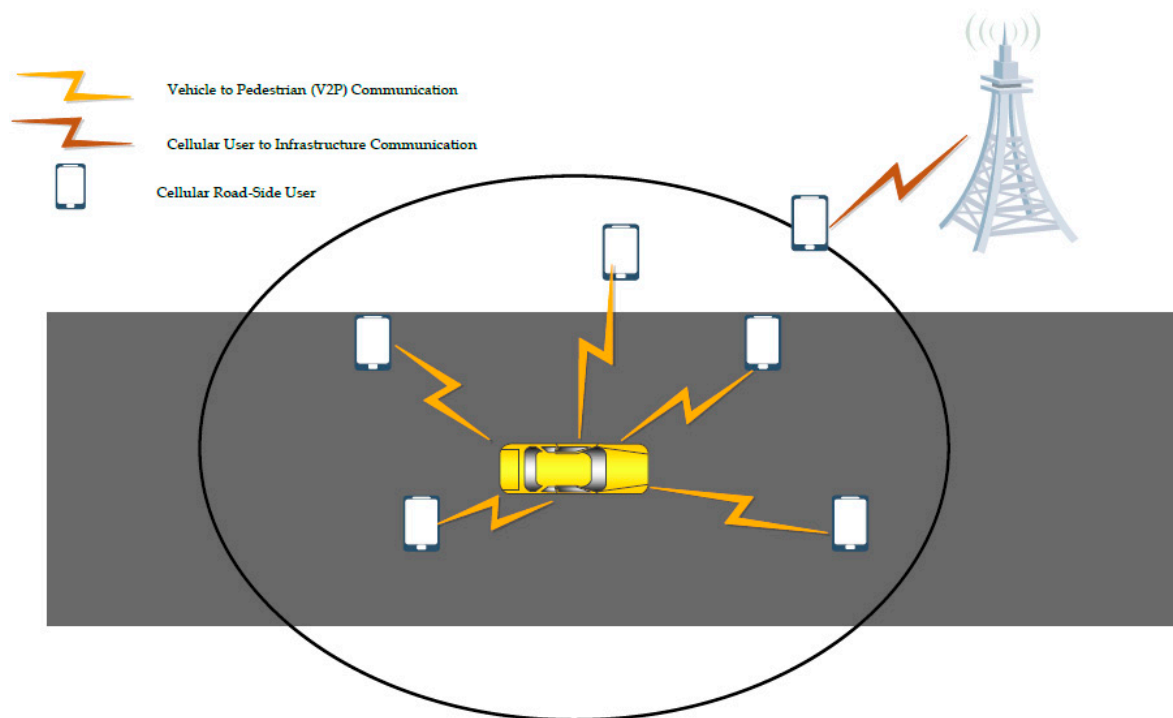 Vehicle to Pedestrian (V2P) Communication
Cellular User to Infrastructure Communication
Cellular Road-Side User